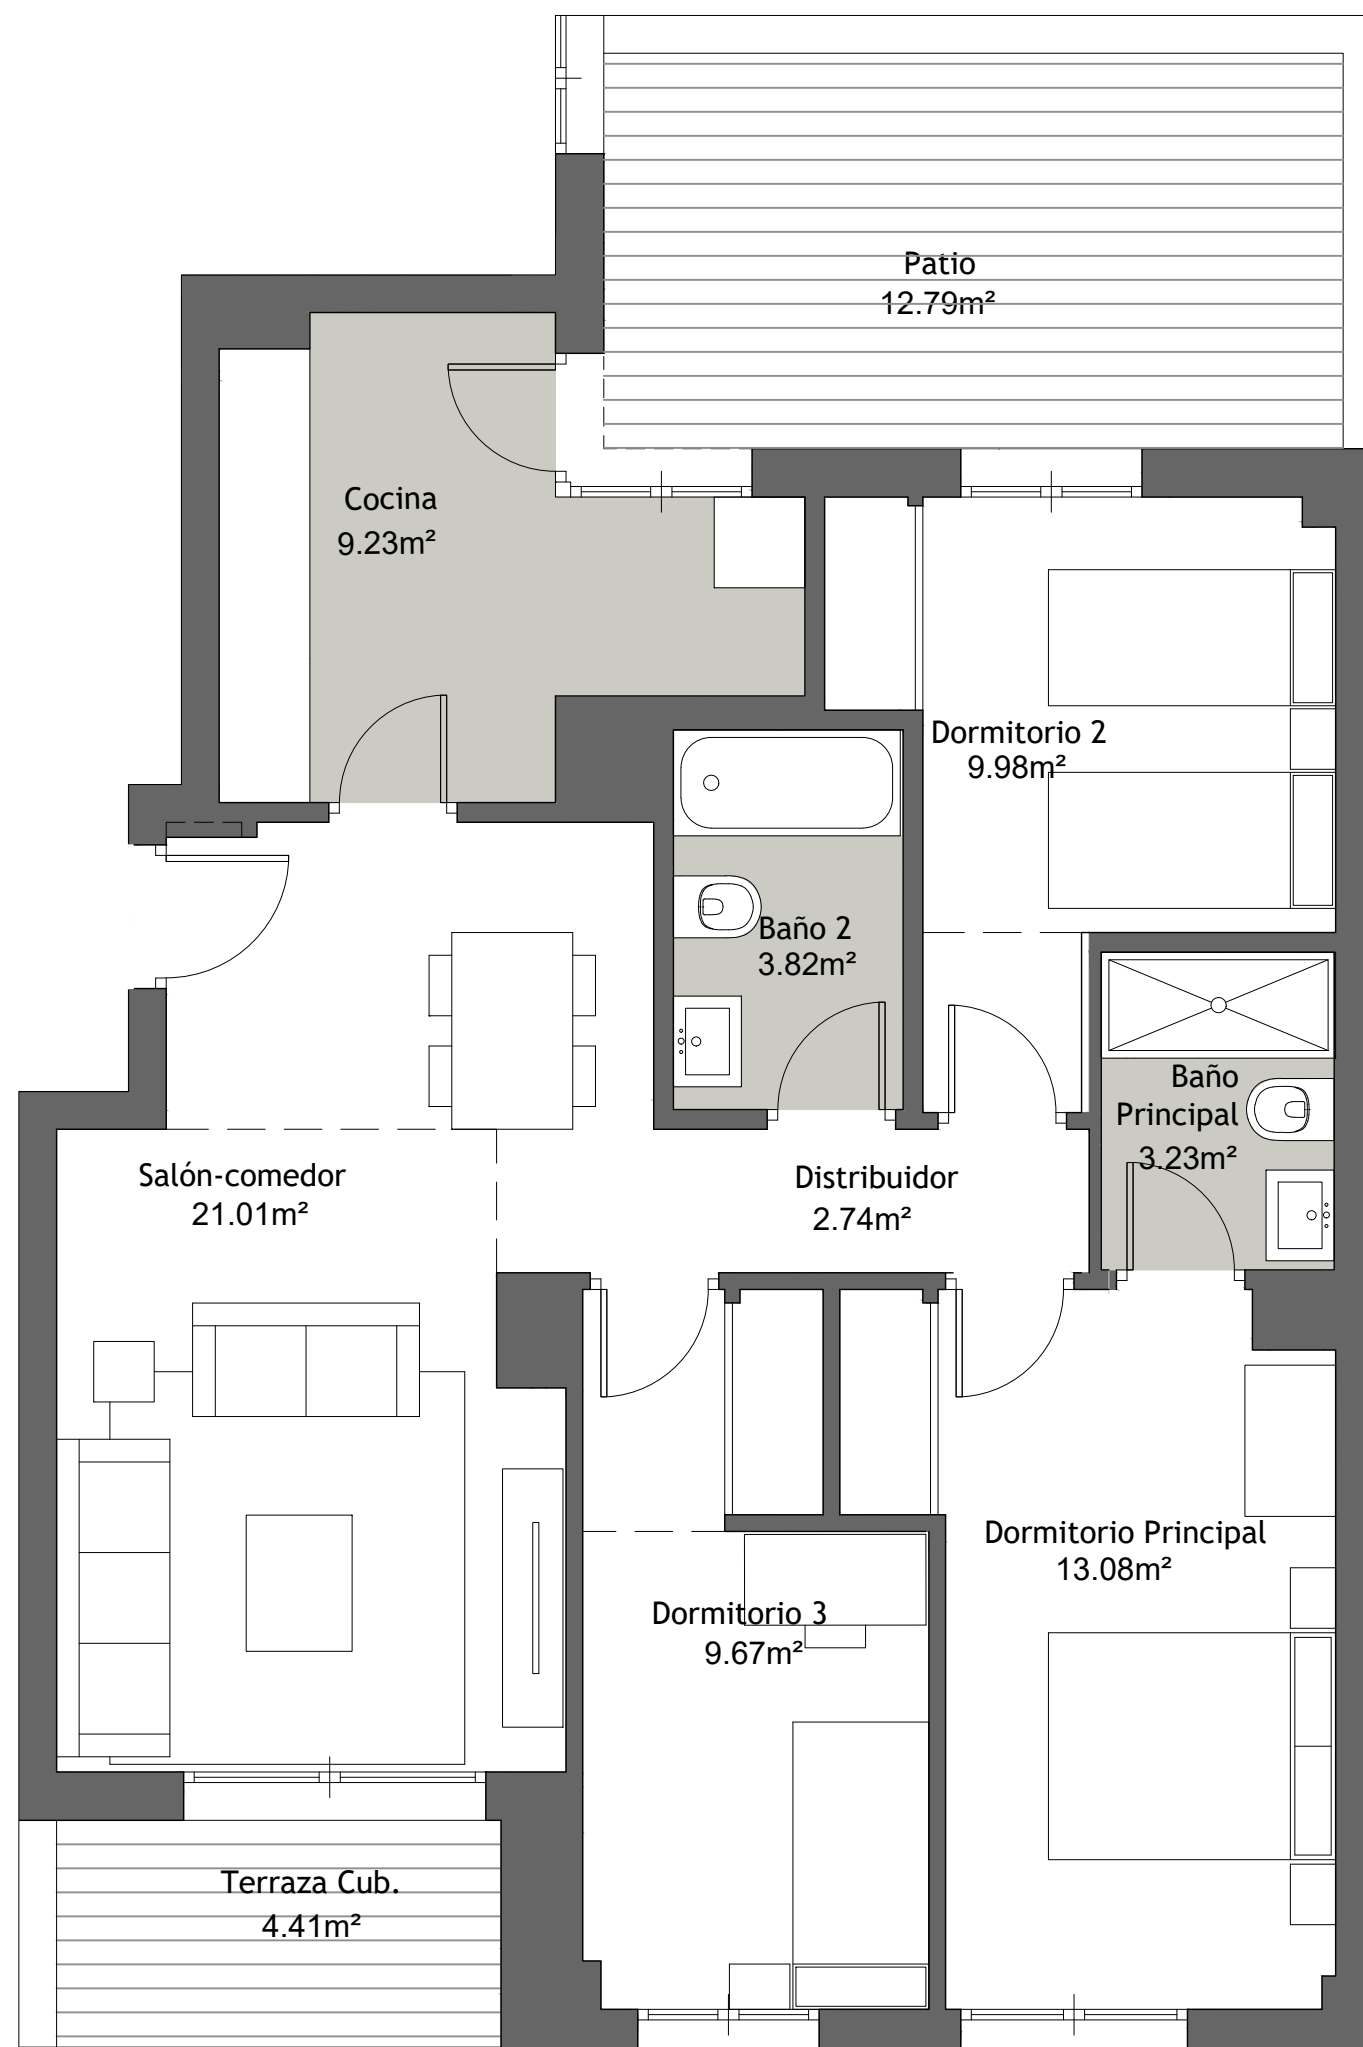 Patio
12.79m²
Cocina
9.23m²
Dormitorio 2
9.98m²
Baño 2
3.82m²
Baño
Principal
3.23m²
Salón-comedor
21.01m²
Distribuidor
2.74m²
Dormitorio Principal
13.08m²
Dormitorio 3
9.67m²
Terraza Cub.
4.41m²